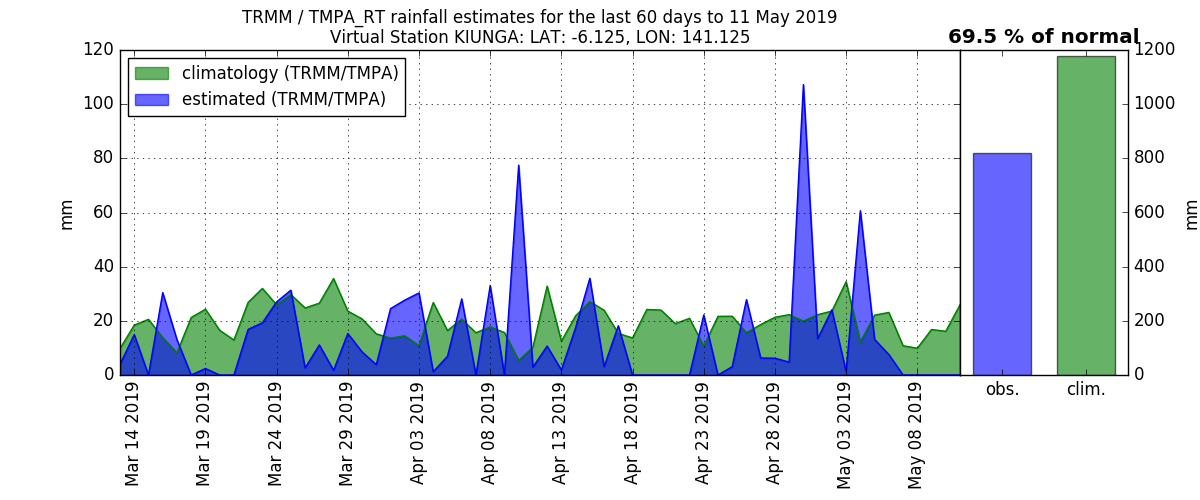 TRMM / TMPA_RT rainfall estimates for the last 60 days to 11 May 2019
Virtual Station KIUNGA: LAT: -6.125, LON: 141.125
69.5 % of normal
climatology (TRMM/TMPA)
estimated (TRMM/TMPA)
120
100
80
60
40
20
0
mm
Mar 14 2019
Mar 19 2019
Mar 24 2019
Mar 29 2019
Apr 03 2019
Apr 08 2019
Apr 13 2019
Apr 18 2019
Apr 23 2019
Apr 28 2019
May 03 2019
May 08 2019
obs.
clim.
1200
1000
800
600
400
200
0
mm